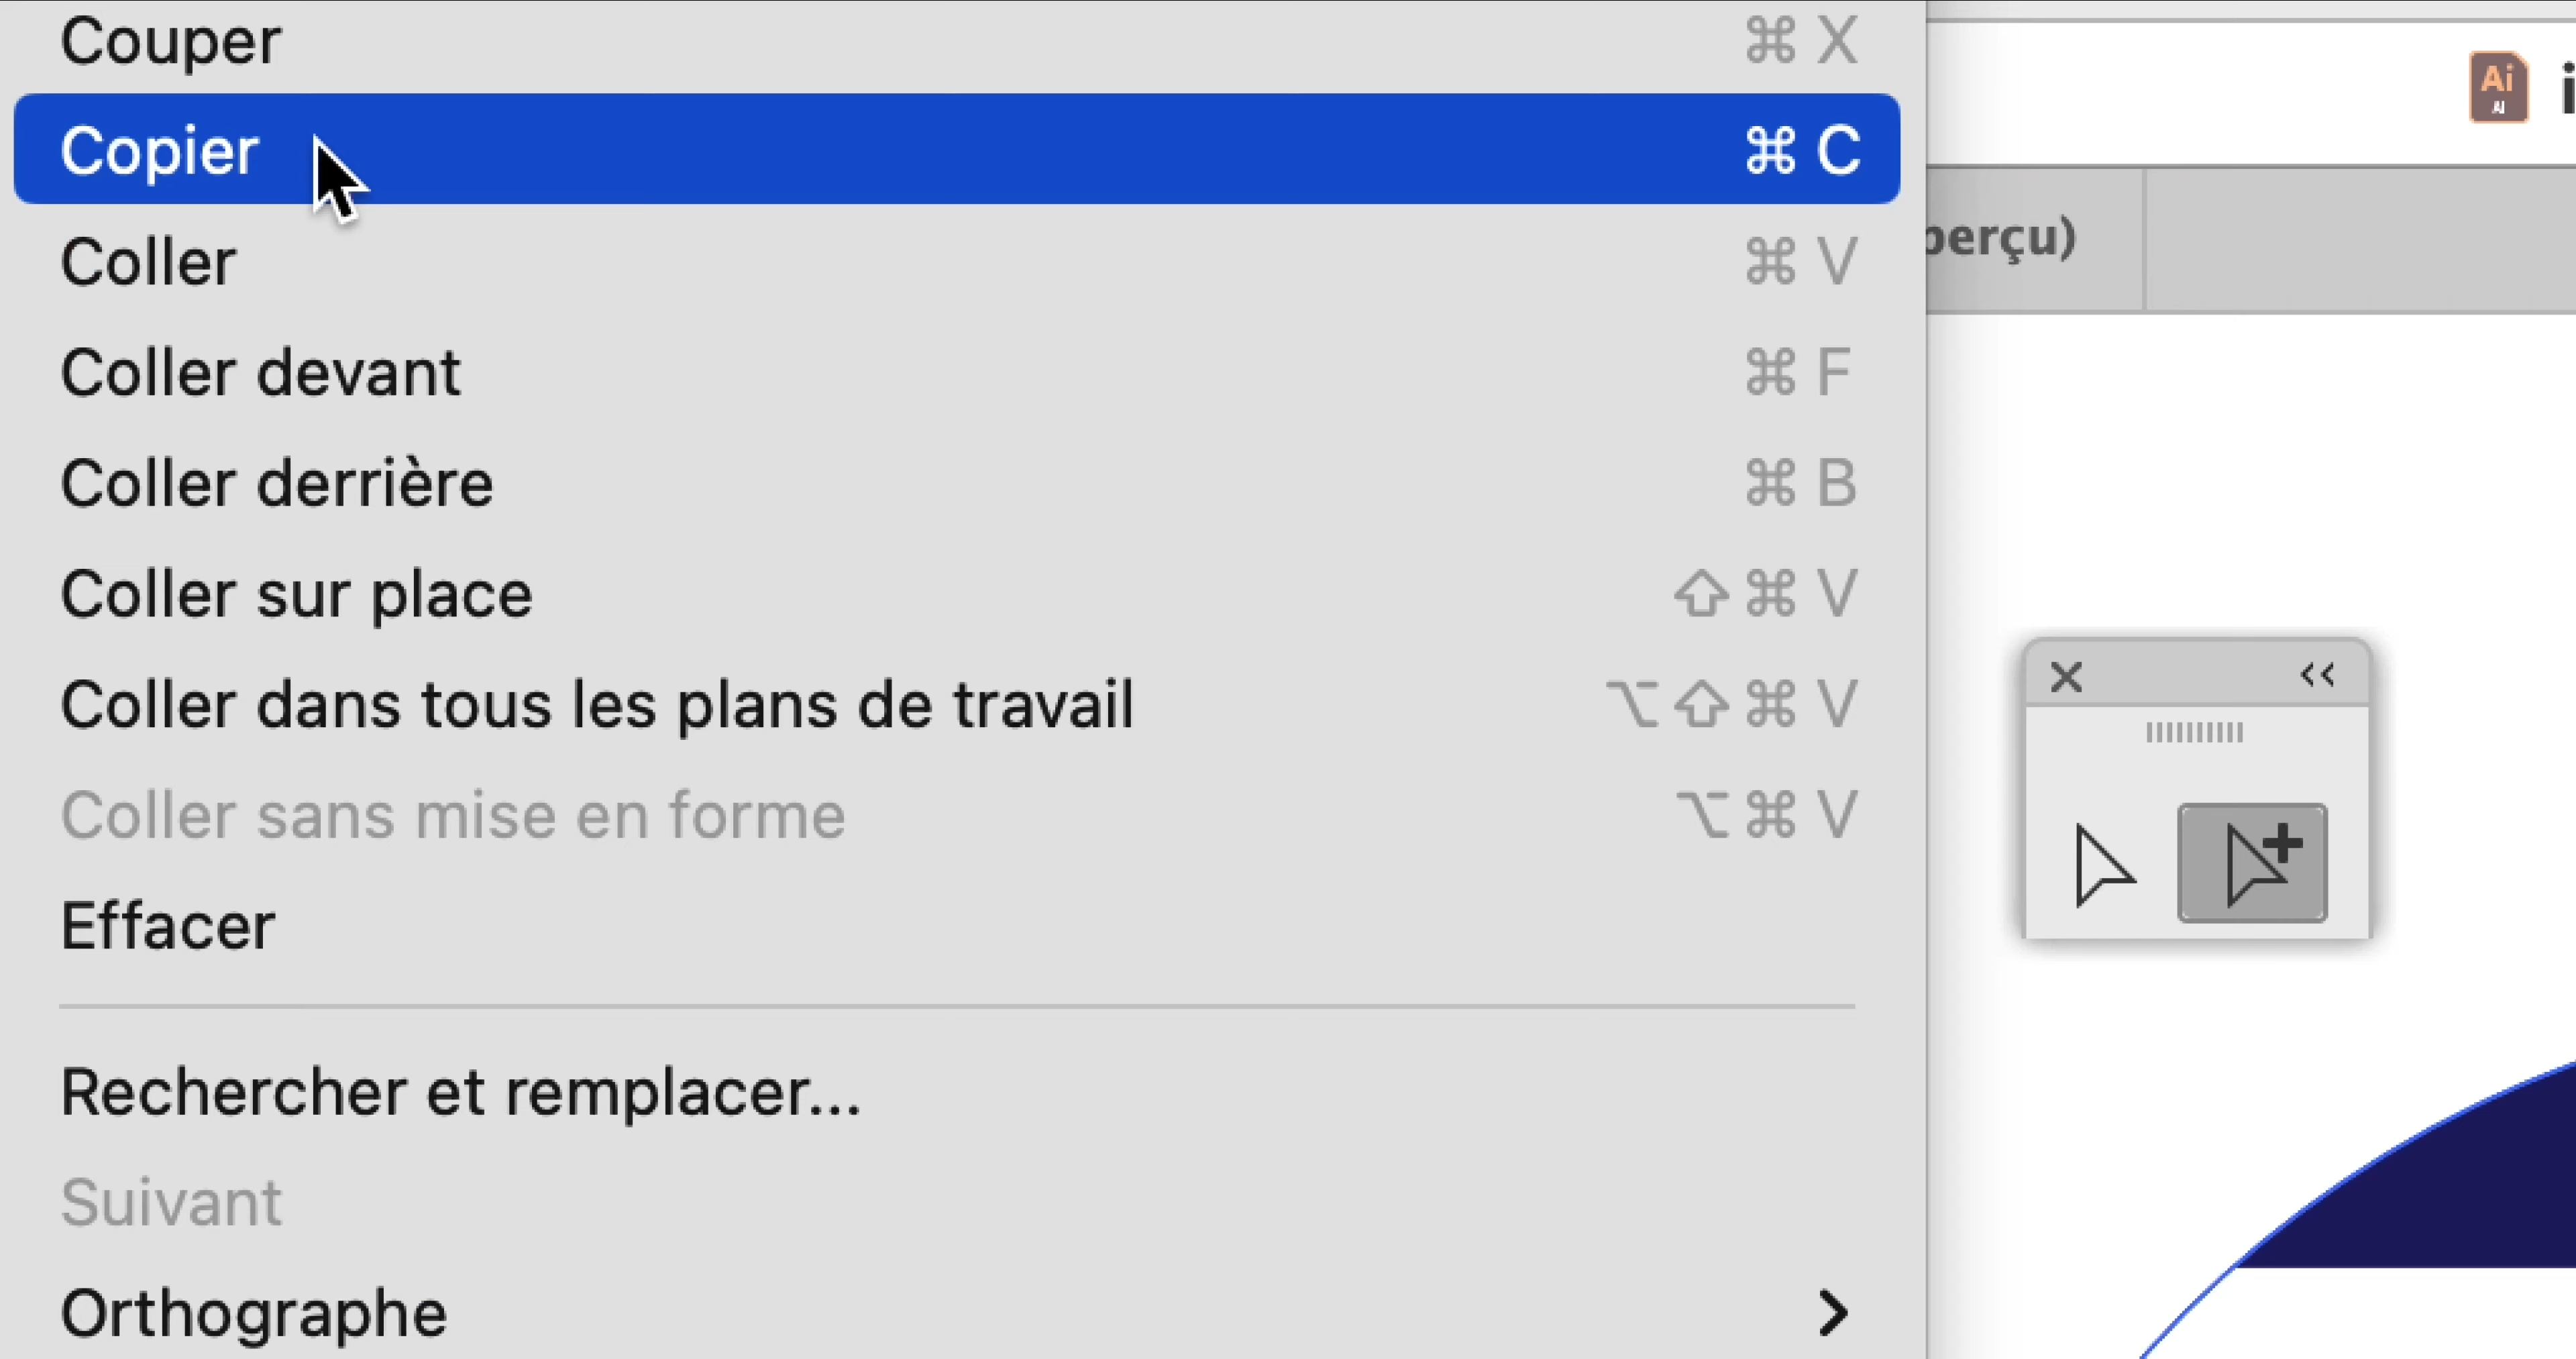 Couper ⌘ X
Copier ⌘ C
Coller ⌘ V
Coller devant ⌘ F
Coller derrière ⌘ B
Coller sur place ⇧ ⌘ V
Coller dans tous les plans de travail ⌥ ⇧ ⌘ V
Coller sans mise en forme ⌥ ⌘ V
Effacer
Rechercher et remplacer...
Suivant
Orthographe
Ai
AI
perçu)